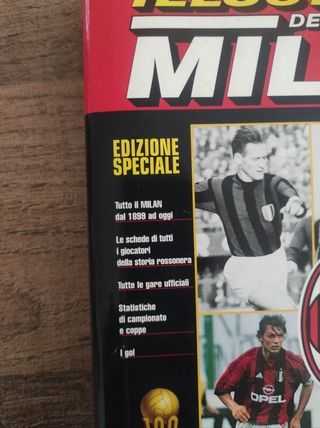 DE
MIL
EDIZIONE
SPECIALE
Tutto il MILAN
dal 1899 ad oggi
Le schede di tutti
i giocatori
della storia rossonera
Tutte le gare ufficiali
Statistiche
di campionato
e coppe
I gol
OPEL
100